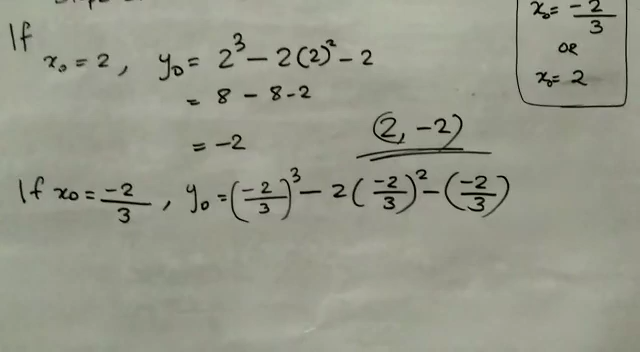 x₀ = -2/3
or
x₀ = 2
If x₀ = 2, y₀ = 2³ - 2(2)² - 2
= 8 - 8 - 2
= -2
(2, -2)
If x₀ = -2/3, y₀ = (-2/3)³ - 2(-2/3)² - (-2/3)